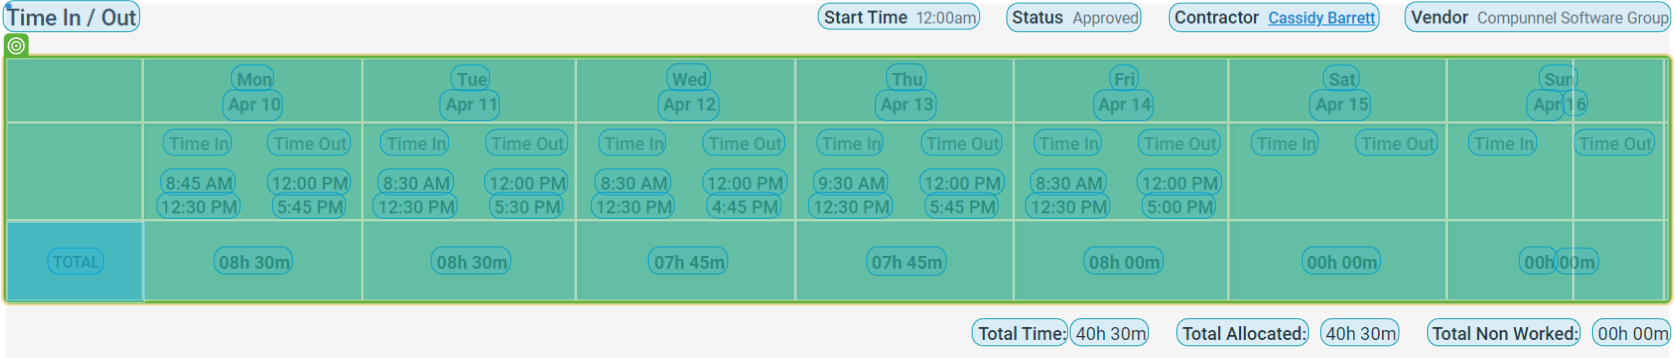 Time In / Out Start Time 12:00am Status Approved Contractor Cassidy Barrett Vendor Compunnel Software Group
Mon Tue Wed Thu Fri Sat Sun
Apr 10 Apr 11 Apr 12 Apr 13 Apr 14 Apr 15 Apr 16
Time In Time Out Time In Time Out Time In Time Out Time In Time Out Time In Time Out Time In Time Out Time In Time Out
8:45 AM 12:00 PM 8:30 AM 12:00 PM 8:30 AM 12:00 PM 9:30 AM 12:00 PM 8:30 AM 12:00 PM
12:30 PM 5:45 PM 12:30 PM 5:30 PM 12:30 PM 4:45 PM 12:30 PM 5:45 PM 12:30 PM 5:00 PM
TOTAL 08h 30m 08h 30m 07h 45m 07h 45m 08h 00m 00h 00m 00h 00m
Total Time: 40h 30m Total Allocated: 40h 30m Total Non Worked: 00h 00m